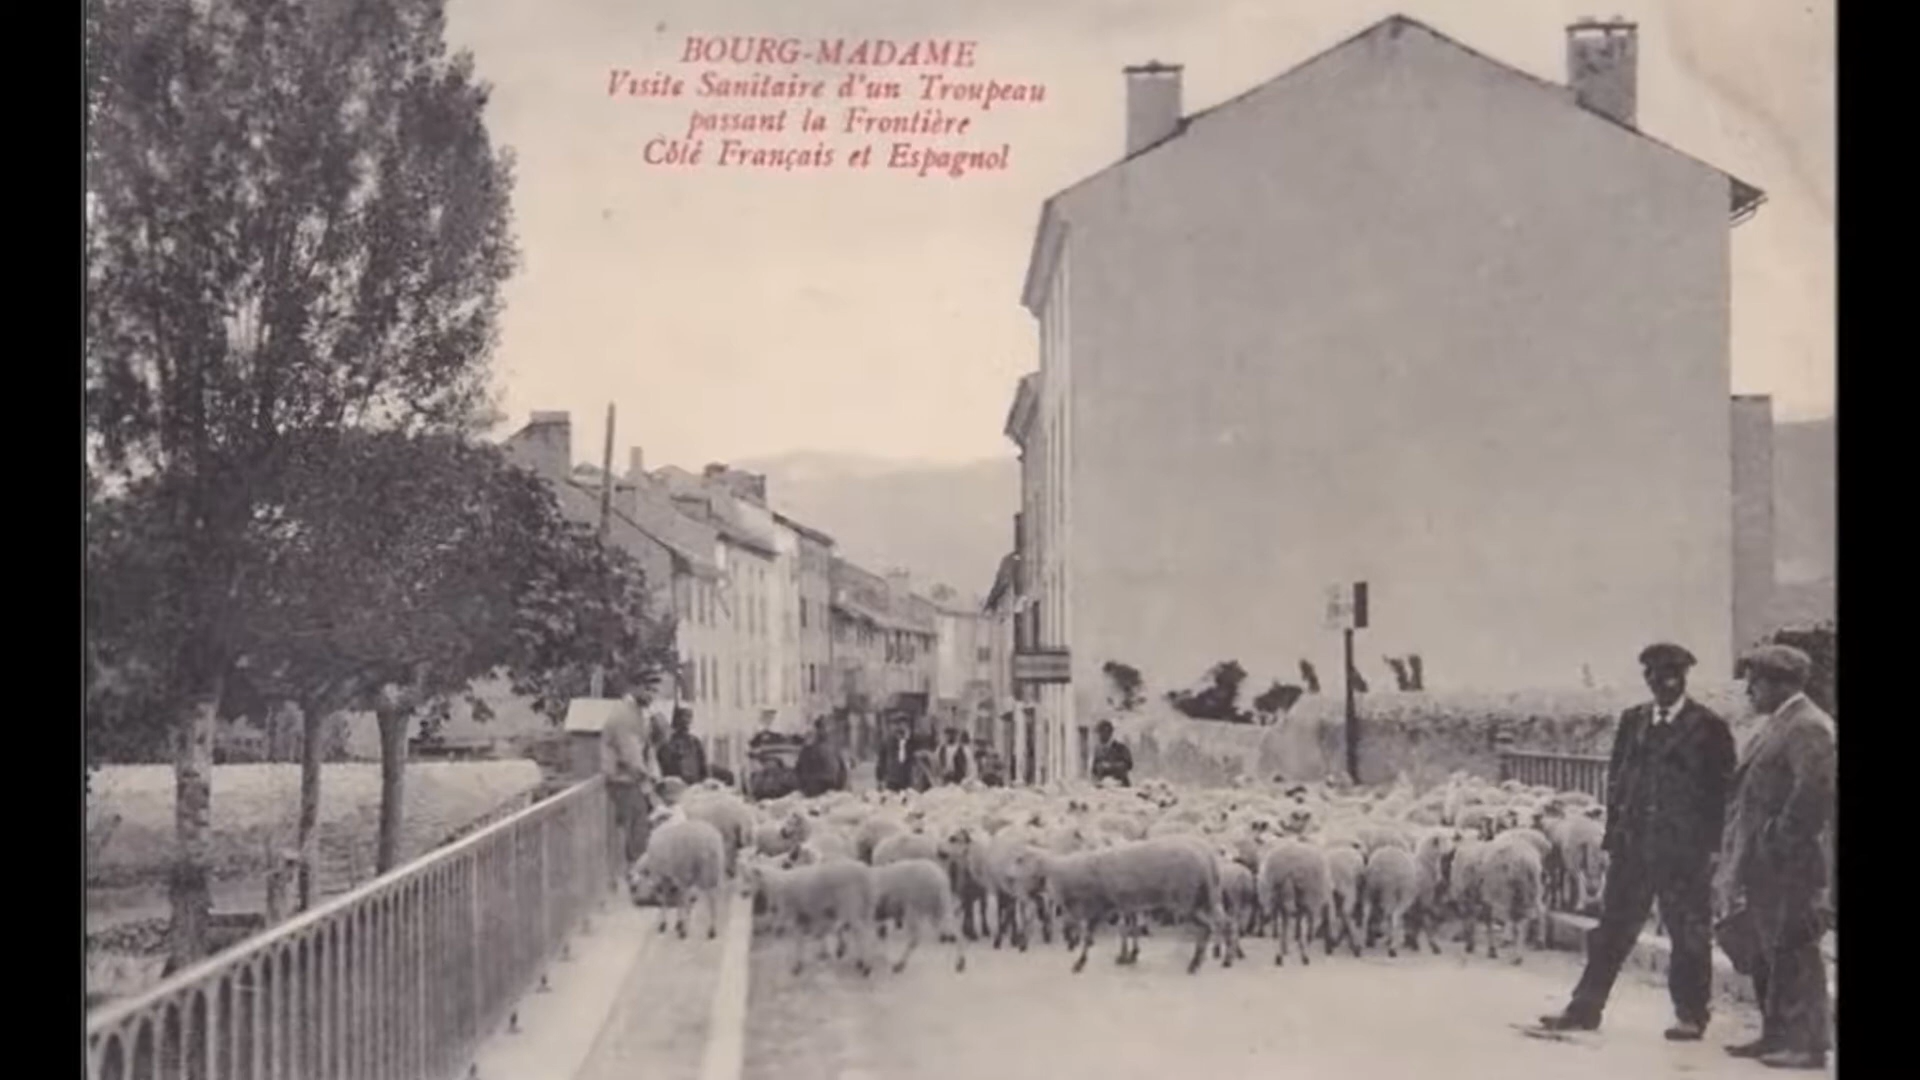 BOURG-MADAME
Visite Sanitaire d'un Troupeau
passant la Frontière
Côté Français et Espagnol